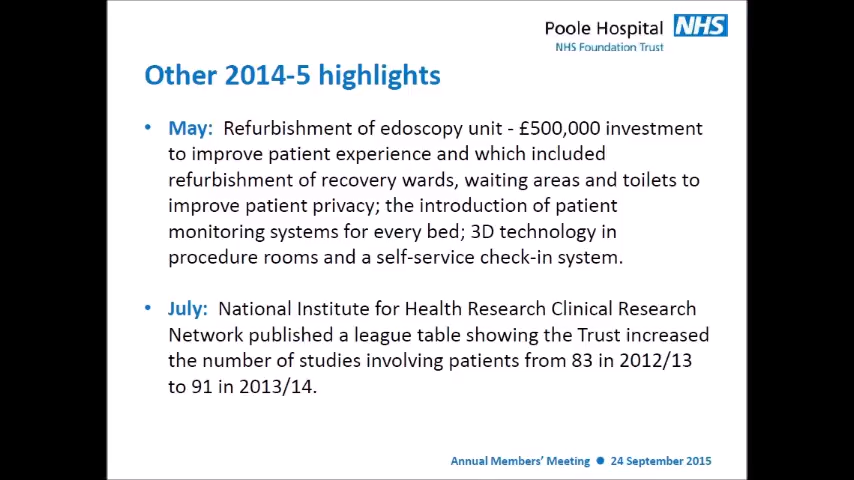 Poole Hospital NHS
NHS Foundation Trust
Other 2014-5 highlights
• May: Refurbishment of edoscopy unit - £500,000 investment
to improve patient experience and which included
refurbishment of recovery wards, waiting areas and toilets to
improve patient privacy; the introduction of patient
monitoring systems for every bed; 3D technology in
procedure rooms and a self-service check-in system.
• July: National Institute for Health Research Clinical Research
Network published a league table showing the Trust increased
the number of studies involving patients from 83 in 2012/13
to 91 in 2013/14.
Annual Members’ Meeting ● 24 September 2015